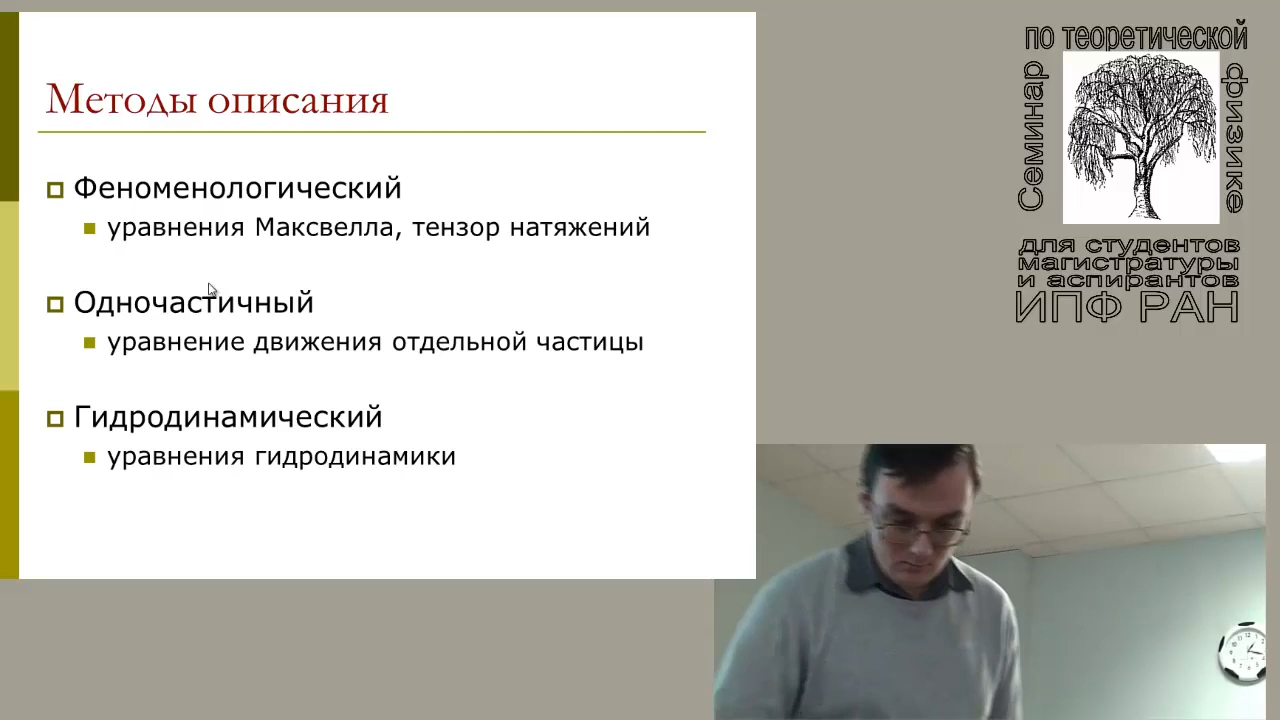 Методы описания
Феноменологический
уравнения Максвелла, тензор натяжений
Одночастичный
уравнение движения отдельной частицы
Гидродинамический
уравнения гидродинамики
Семинар
по теоретической
физике
для студентов
магистратуры
и аспирантов
ИПФ РАН